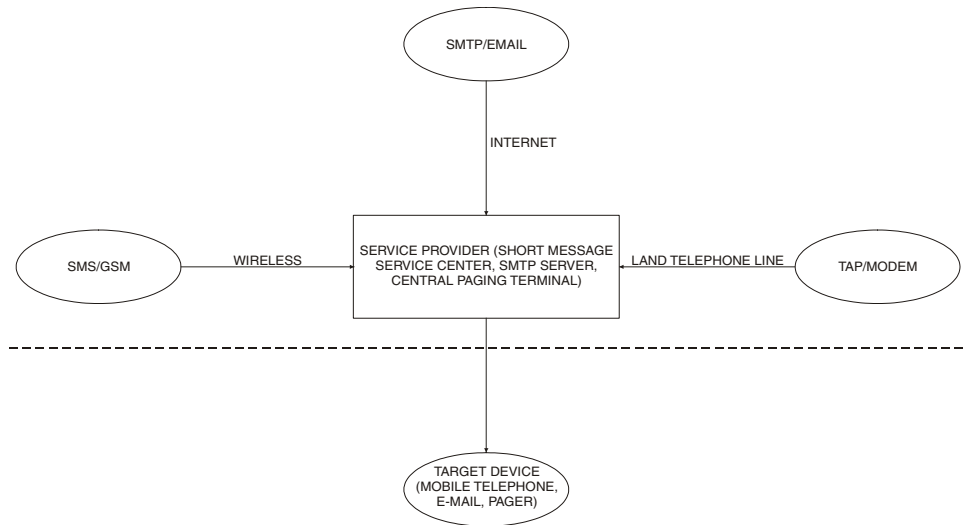 SMTP/EMAIL
INTERNET
SERVICE PROVIDER (SHORT MESSAGE
SERVICE CENTER, SMTP SERVER,
CENTRAL PAGING TERMINAL)
SMS/GSM
WIRELESS
LAND TELEPHONE LINE
TAP/MODEM
TARGET DEVICE
(MOBILE TELEPHONE,
E-MAIL, PAGER)